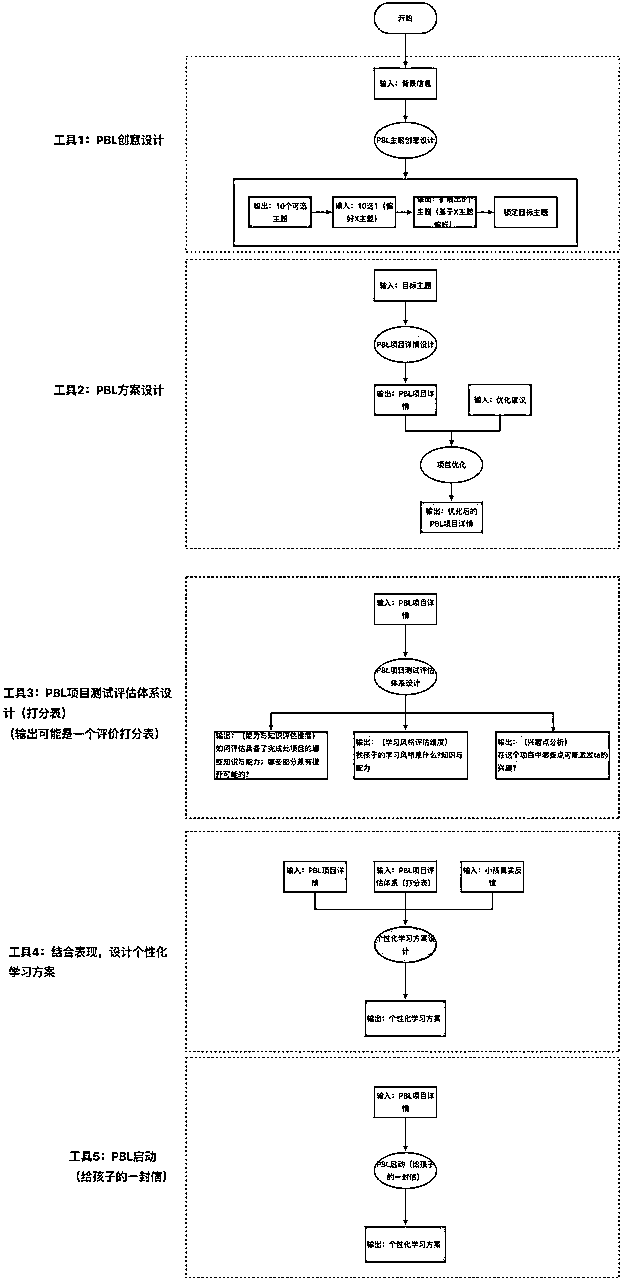 开始
输入：背景信息
工具1：PBL创意设计
PBL主题创意设计
输出：10个可选
主题
输入：10选1（偏
好X主题）
主题（基于X主题
锁定目标主题
输入：目标主题
PBL项目详情设计
工具2：PBL方案设计
输出：PBL项目详
情
输入：优化建议
项目优化
输出：优化后的
PBL项目详情
输入：PBL项目详
情
PBL项目测试评估
体系设计
工具3：PBL项目测试评估体系设
计（打分表）
（输出可能是一个评价打分表）
输出：（能力与知识评估维度）
如何评估具备了完成此项目的哪
些知识与能力；哪些部分是有提
升可能的？
输出：（学习风格评估维度）
我孩子的学习风格是什么？知识与
能力
输出：（兴趣点分析）
在这个项目中哪些点可能激发ta的
兴趣？
输入：PBL项目详
情
输入：PBL项目评
估体系（打分表）
输入：小孩真实反
馈
个性化学习方案设
计
工具4：结合表现，设计个性化
学习方案
输出：个性化学习方案
输入：PBL项目详
情
工具5：PBL启动
（给孩子的一封信）
PBL启动（给孩子
的一封信）
输出：个性化学习方案